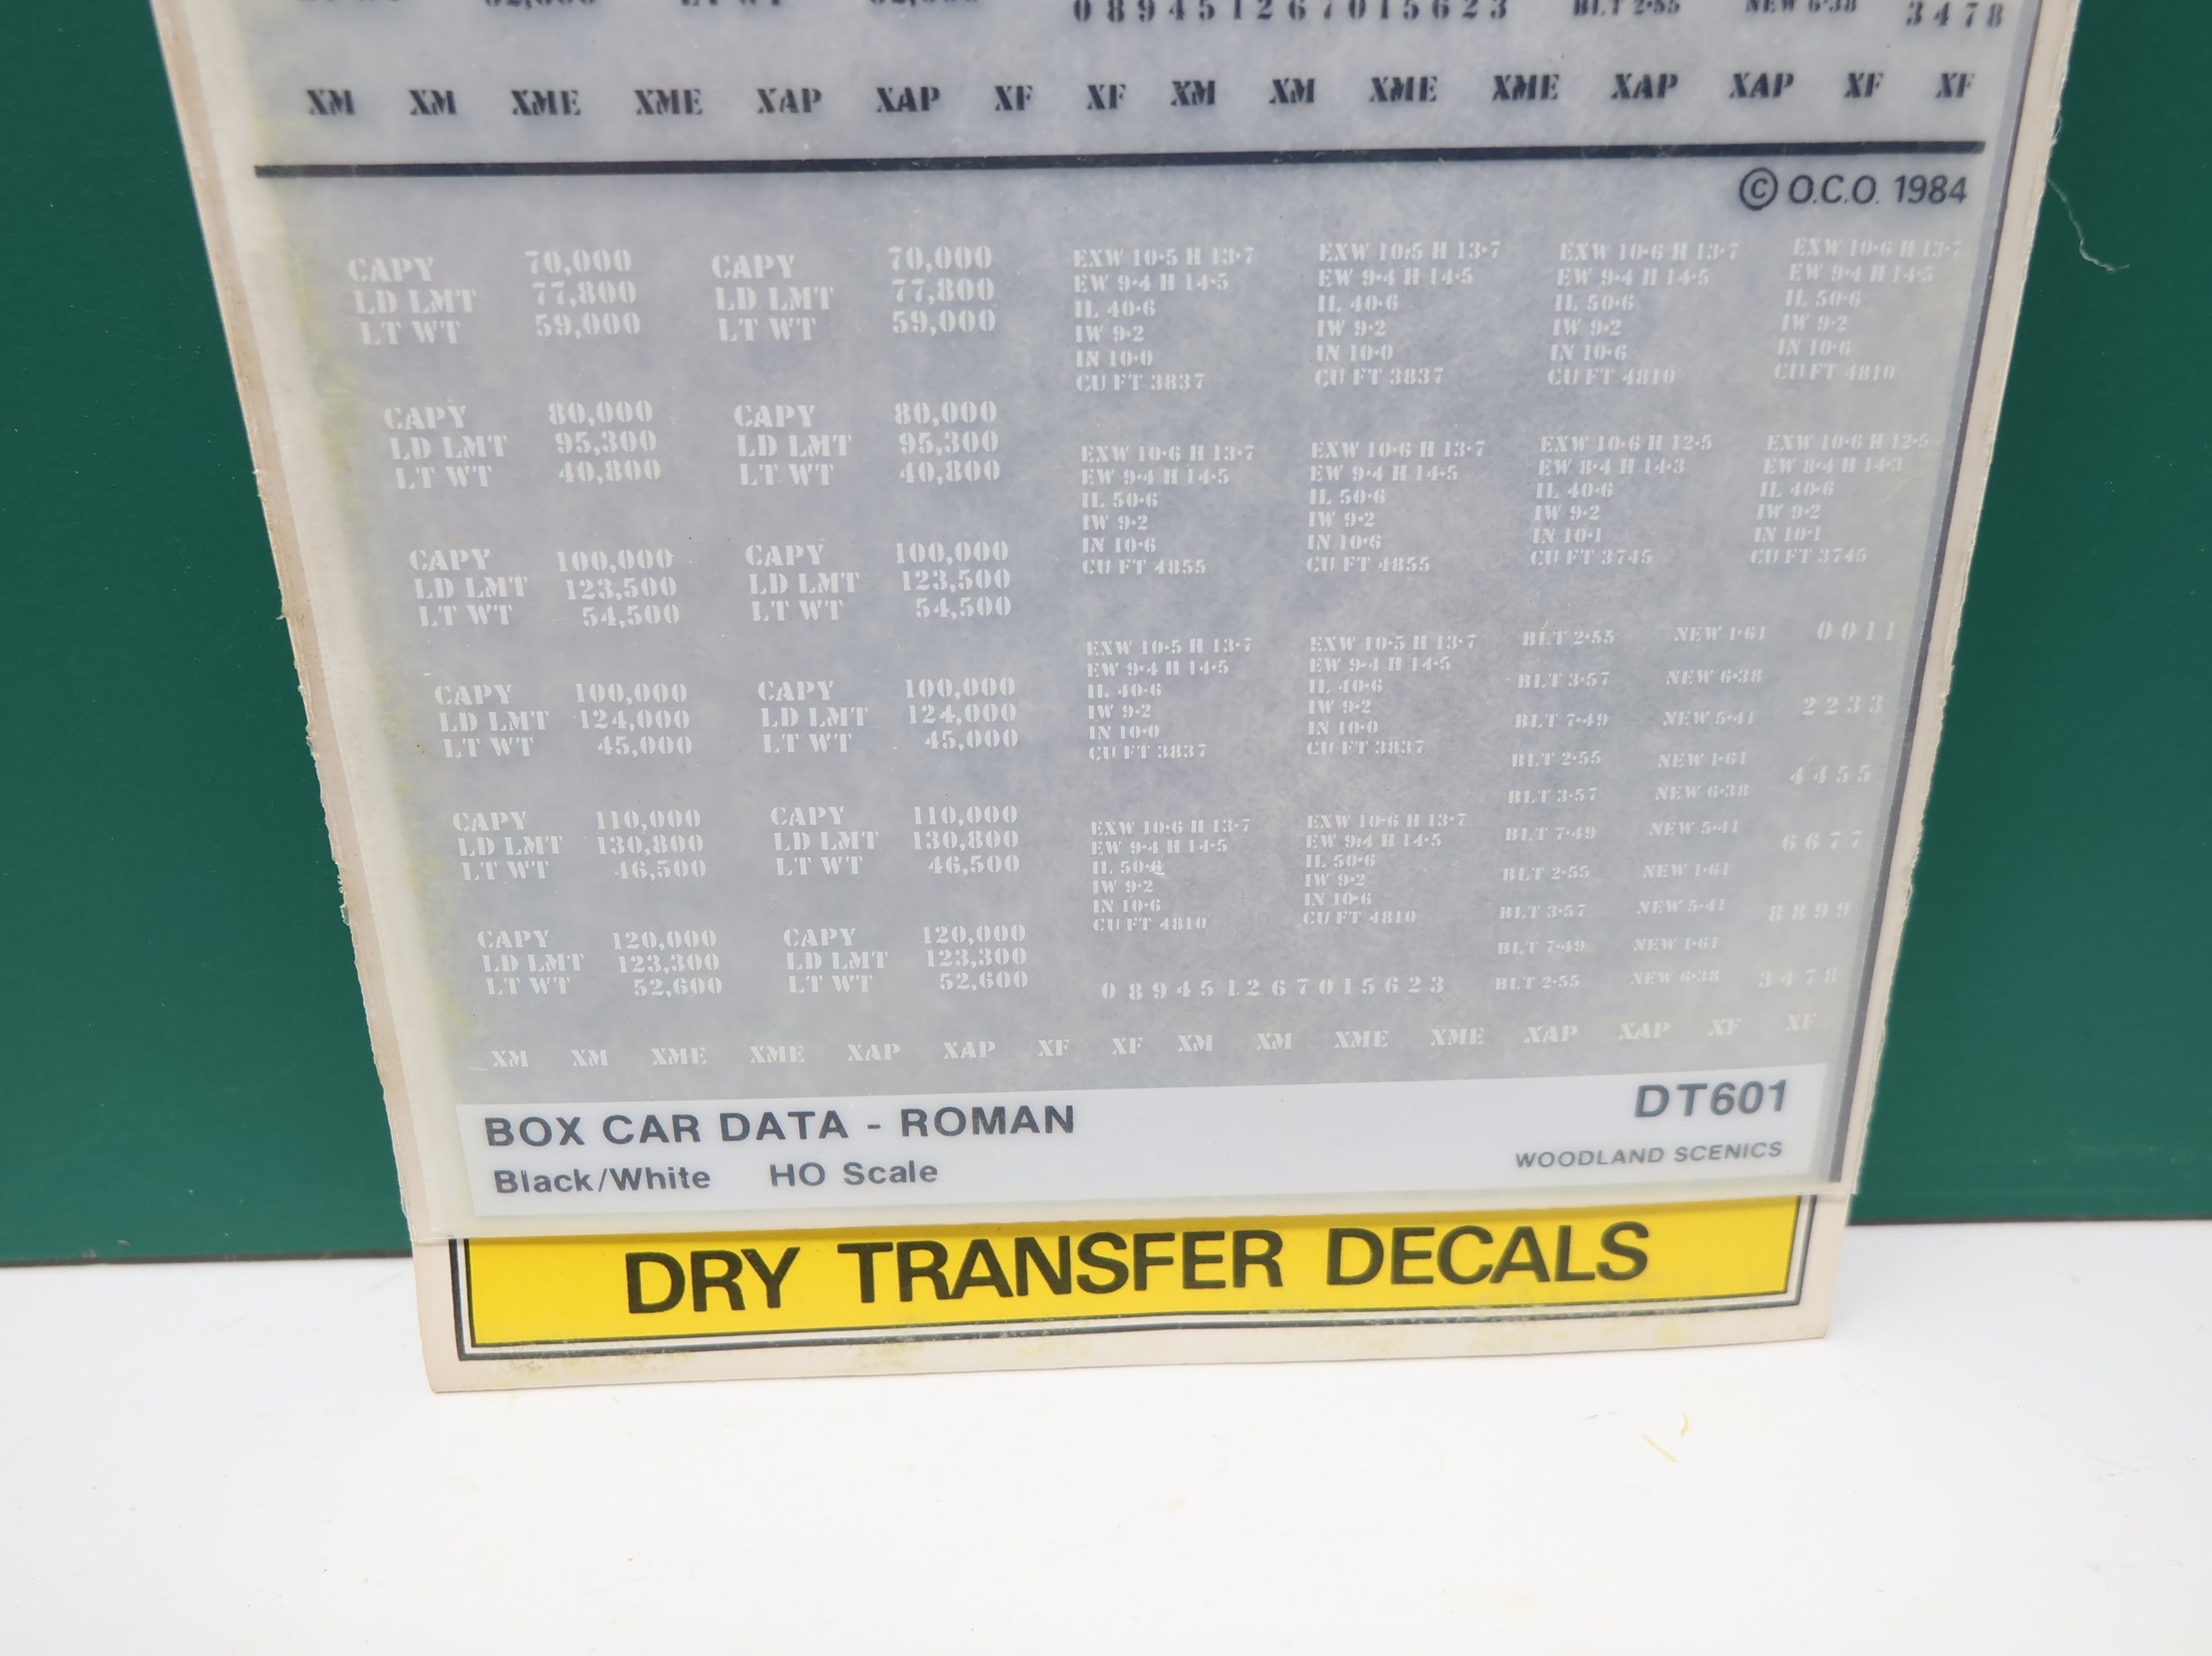 0 8 9 4 5 1 2 6 7 0 1 5 6 2 3 BLT 2·55 NEW 6·38 3 4 7 8
XM XM XME XME XAP XAP XF XF XM XM XME XME XAP XAP XF XF
© O.C.O. 1984
CAPY 70,000 CAPY 70,000
LD LMT 77,800 LD LMT 77,800
LT WT 59,000 LT WT 59,000
CAPY 80,000 CAPY 80,000
LD LMT 95,300 LD LMT 95,300
LT WT 40,800 LT WT 40,800
CAPY 100,000 CAPY 100,000
LD LMT 123,500 LD LMT 123,500
LT WT 54,500 LT WT 54,500
CAPY 100,000 CAPY 100,000
LD LMT 124,000 LD LMT 124,000
LT WT 45,000 LT WT 45,000
CAPY 110,000 CAPY 110,000
LD LMT 130,800 LD LMT 130,800
LT WT 46,500 LT WT 46,500
CAPY 120,000 CAPY 120,000
LD LMT 123,300 LD LMT 123,300
LT WT 52,600 LT WT 52,600
EXW 10·5 H 13·7 EXW 10·5 H 13·7 EXW 10·6 H 13·7 EXW 10·6 H 13·7
EW 9·4 H 14·5 EW 9·4 H 14·5 EW 9·4 H 14·5 EW 9·4 H 14·5
IL 40·6 IL 40·6 IL 50·6 IL 50·6
IW 9·2 IW 9·2 IW 9·2 IW 9·2
IN 10·0 IN 10·0 IN 10·6 IN 10·6
CU FT 3837 CU FT 3837 CU FT 4810 CU FT 4810
EXW 10·6 H 13·7 EXW 10·6 H 13·7 EXW 10·6 H 12·5 EXW 10·6 H 12·5
EW 9·4 H 14·5 EW 9·4 H 14·5 EW 8·4 H 14·3 EW 8·4 H 14·3
IL 50·6 IL 50·6 IL 40·6 IL 40·6
IW 9·2 IW 9·2 IW 9·2 IW 9·2
IN 10·6 IN 10·6 IN 10·1 IN 10·1
CU FT 4855 CU FT 4855 CU FT 3745 CU FT 3745
EXW 10·5 H 13·7 EXW 10·5 H 13·7
EW 9·4 H 14·5 EW 9·4 H 14·5
IL 40·6 IL 40·6
IW 9·2 IW 9·2
IN 10·0 IN 10·0
CU FT 3837 CU FT 3837
EXW 10·6 H 13·7 EXW 10·6 H 13·7
EW 9·4 H 14·5 EW 9·4 H 14·5
IL 50·6 IL 50·6
IW 9·2 IW 9·2
IN 10·6 IN 10·6
CU FT 4810 CU FT 4810
BLT 2·55 NEW 1·61 0 0 1 1
BLT 3·57 NEW 6·38
BLT 7·49 NEW 5·41 2 2 3 3
BLT 2·55 NEW 1·61 4 4 5 5
BLT 3·57 NEW 6·38
BLT 7·49 NEW 5·41 6 6 7 7
BLT 2·55 NEW 1·61
BLT 3·57 NEW 5·41 8 8 9 9
BLT 7·49 NEW 1·61
0 8 9 4 5 1 2 6 7 0 1 5 6 2 3 BLT 2·55 NEW 6·38 3 4 7 8
XM XM XME XME XAP XAP XF XF XM XM XME XME XAP XAP XF XF
BOX CAR DATA - ROMAN DT601
Black/White HO Scale WOODLAND SCENICS
DRY TRANSFER DECALS